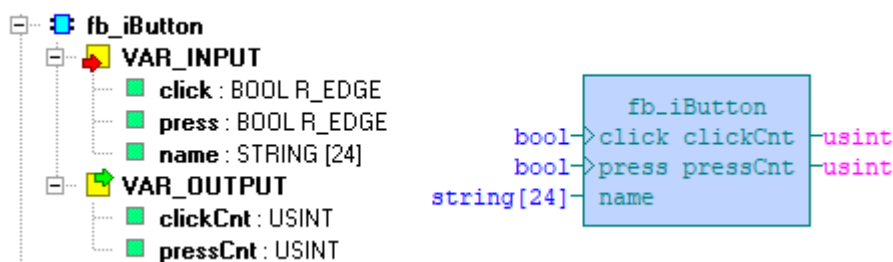 fb_iButton
VAR_INPUT
click : BOOL R_EDGE
press : BOOL R_EDGE
name : STRING [24]
VAR_OUTPUT
clickCnt : USINT
pressCnt : USINT
fb_iButton
bool click clickCnt usint
bool press pressCnt usint
string[24] name